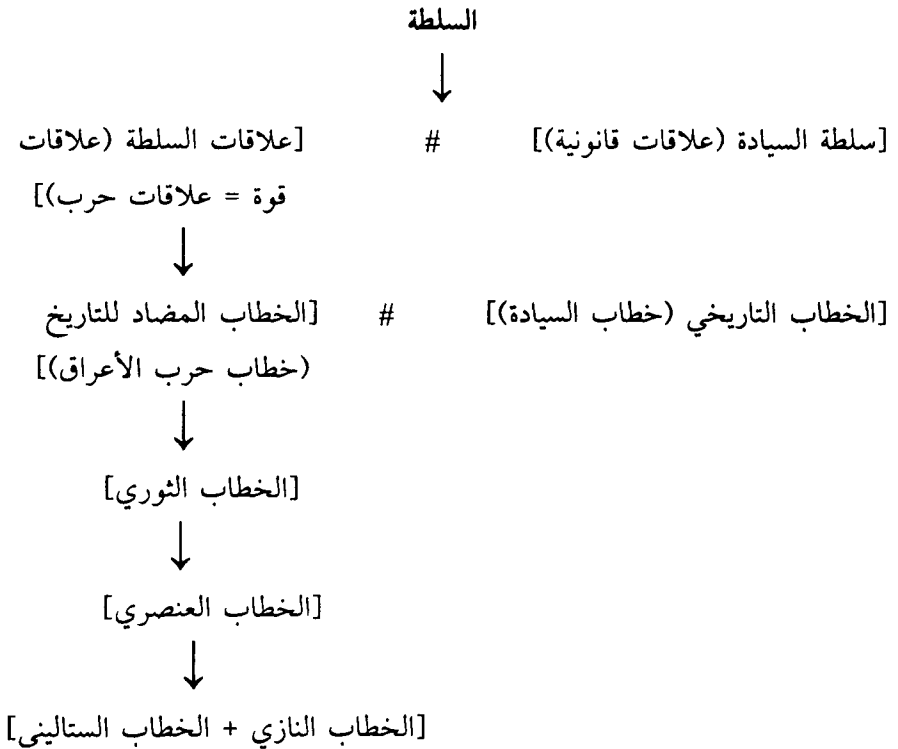 السلطة
[سلطة السيادة (علاقات قانونية)] # [علاقات السلطة (علاقات
قوة = علاقات حرب)]
[الخطاب التاريخي (خطاب السيادة)] # [الخطاب المضاد للتاريخ
(خطاب حرب الأعراق)]
[الخطاب الثوري]
[الخطاب العنصري]
[الخطاب النازي + الخطاب الستاليني]